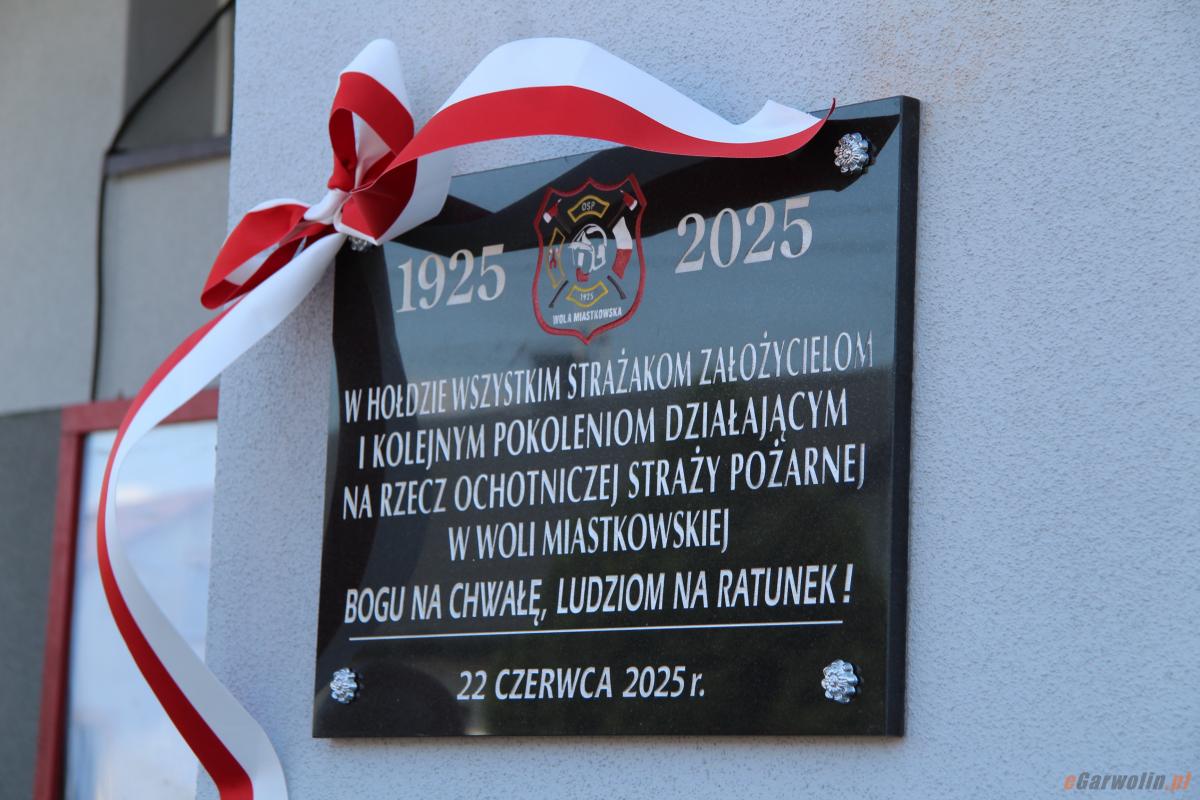 1925
OSP
1925
WOLA MIASTKOWSKA
2025
W HOŁDZIE WSZYSTKIM STRAŻAKOM ZAŁOŻYCIELOM
I KOLEJNYM POKOLENIOM DZIAŁAJĄCYM
NA RZECZ OCHOTNICZEJ STRAŻY POŻARNEJ
W WOLI MIASTKOWSKIEJ
BOGU NA CHWAŁĘ, LUDZIOM NA RATUNEK !
22 CZERWCA 2025 r.
eGarwolin.pl